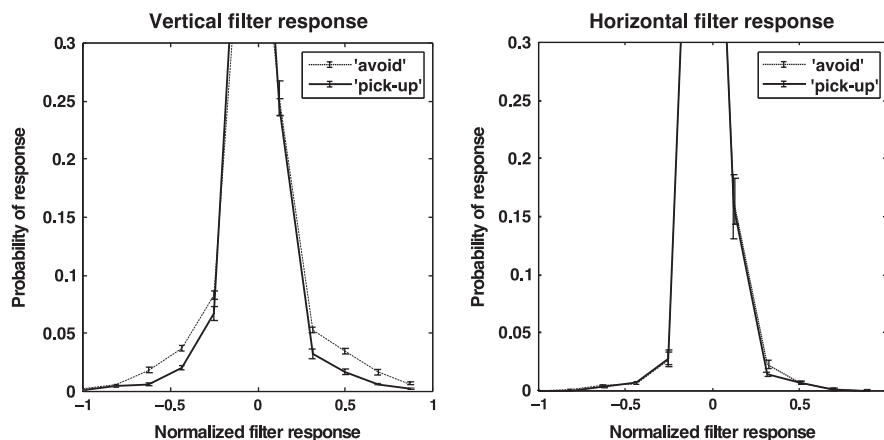 Vertical filter response
0.3
0.25
0.2
0.15
0.1
0.05
0
−1
−0.5
0
0.5
1
Probability of response
Normalized filter response
'avoid'
'pick-up'
Horizontal filter response
0.3
0.25
0.2
0.15
0.1
0.05
0
−1
−0.5
0
0.5
Probability of response
Normalized filter response
'avoid'
'pick-up'